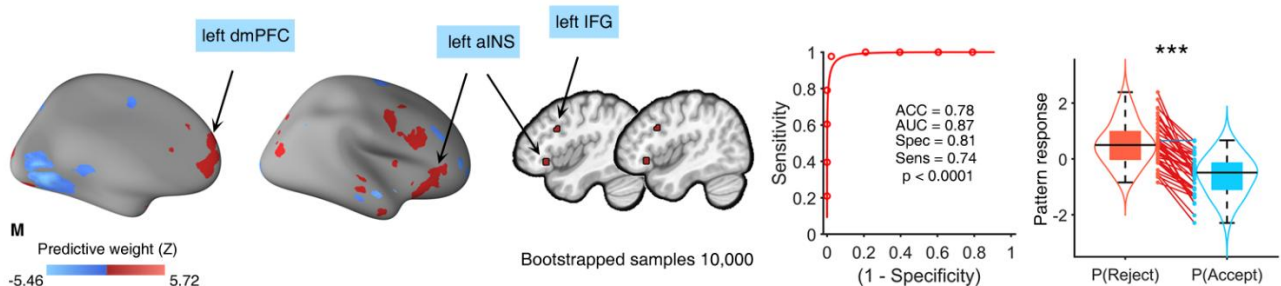 left dmPFC
left aINS
left IFG
M
Predictive weight (Z)
-5.46
5.72
Bootstrapped samples 10,000
Sensitivity
1
0.8
0.6
0.4
0.2
0
ACC = 0.78
AUC = 0.87
Spec = 0.81
Sens = 0.74
p < 0.0001
0 0.2 0.4 0.6 0.8 1
(1 - Specificity)
***
Pattern response
2
0
-2
P(Reject) P(Accept)